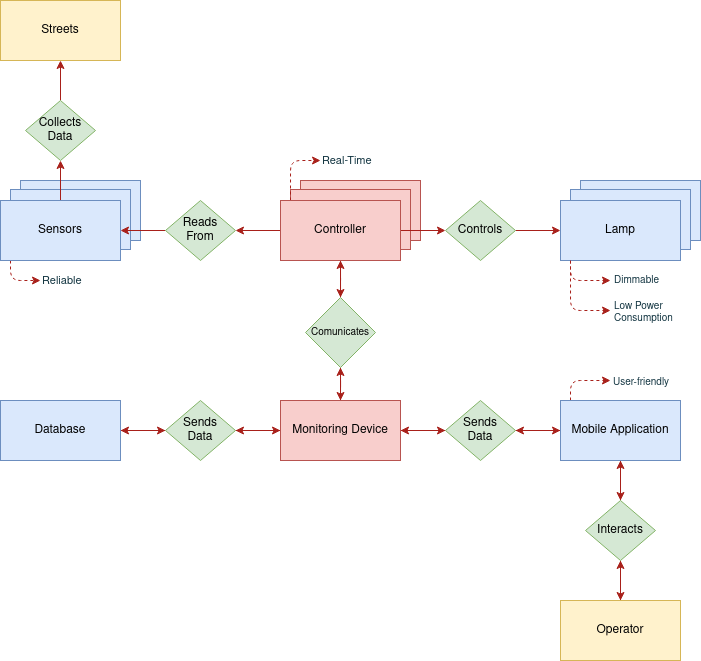 Streets
Collects
Data
Real-Time
Sensors
Reads
From
Controller
Controls
Lamp
Reliable
Dimmable
Low Power
Consumption
Comunicates
User-friendly
Database
Sends
Data
Monitoring Device
Sends
Data
Mobile Application
Interacts
Operator